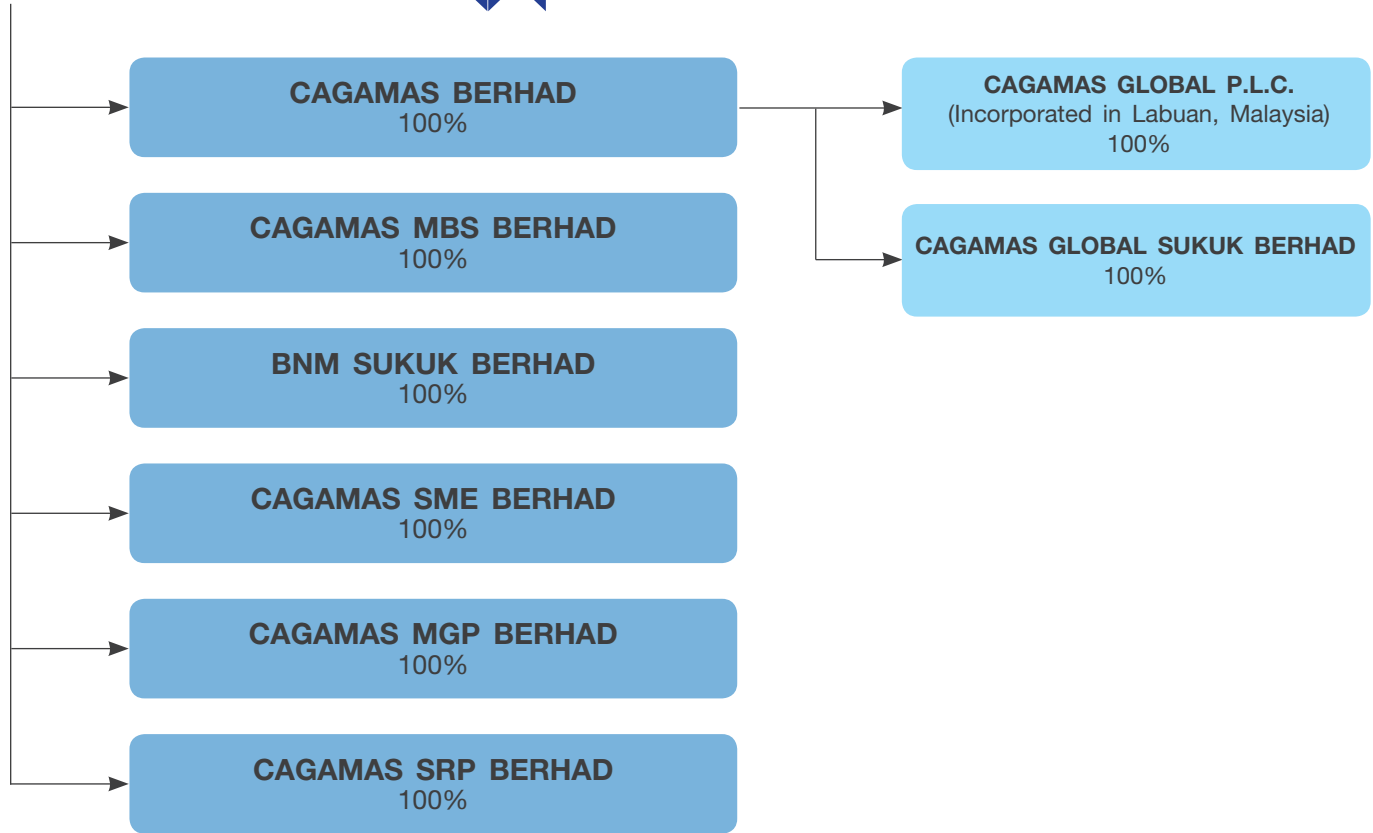 CAGAMAS BERHAD
100%
CAGAMAS MBS BERHAD
100%
BNM SUKUK BERHAD
100%
CAGAMAS SME BERHAD
100%
CAGAMAS MGP BERHAD
100%
CAGAMAS SRP BERHAD
100%
CAGAMAS GLOBAL P.L.C.
(Incorporated in Labuan, Malaysia)
100%
CAGAMAS GLOBAL SUKUK BERHAD
100%